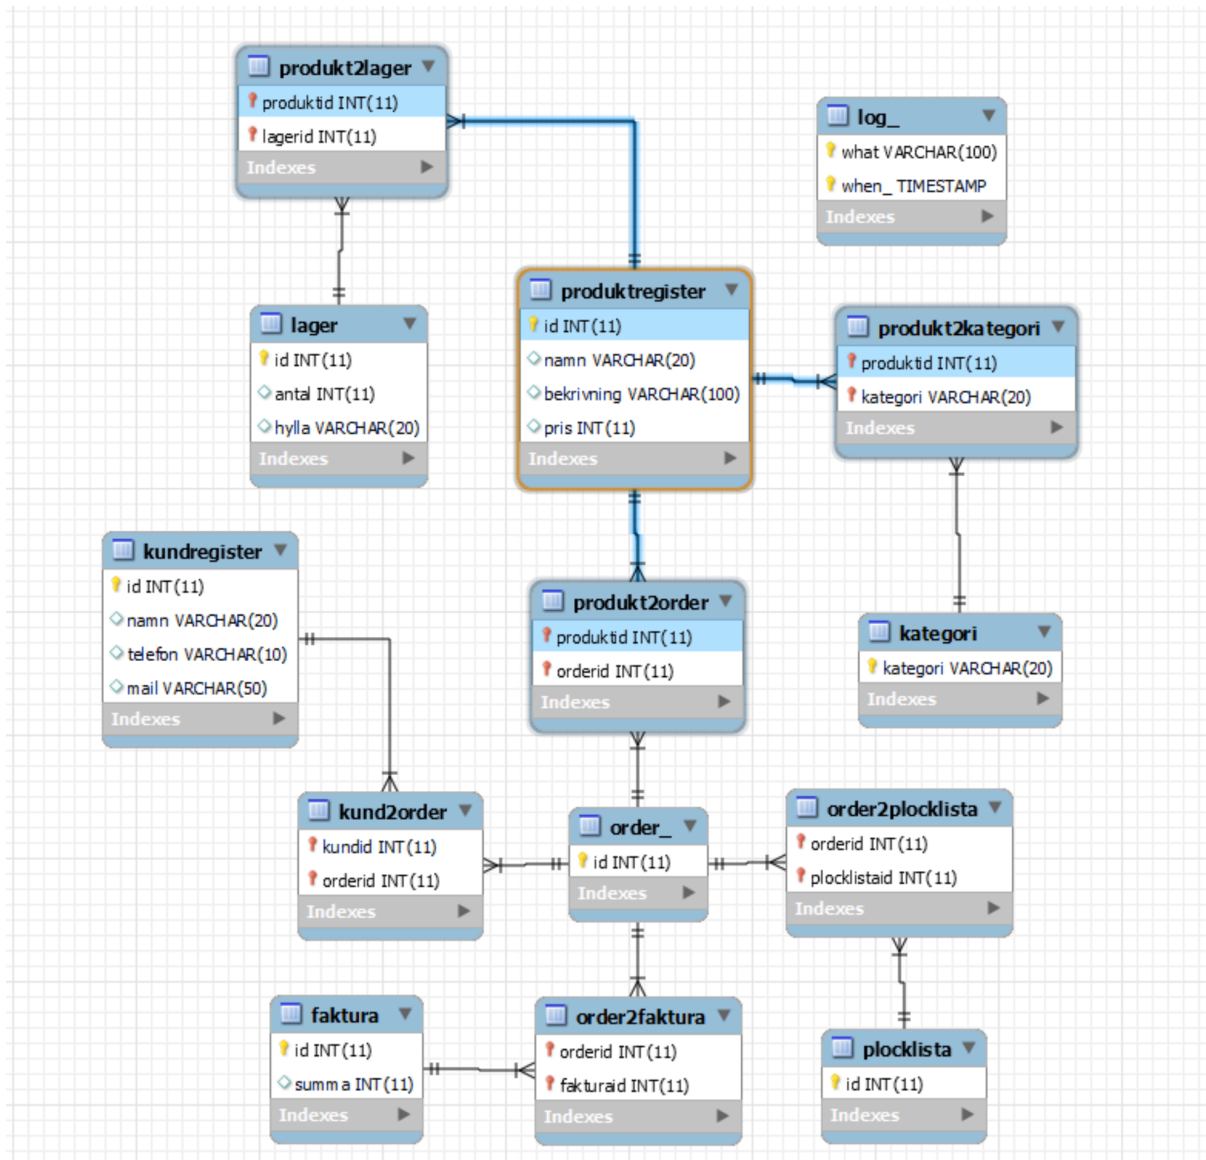 produkt2lager
produktid INT(11)
lagerid INT(11)
Indexes
log_
what VARCHAR(100)
when_ TIMESTAMP
Indexes
produktregister
id INT(11)
namn VARCHAR(20)
bekrivning VARCHAR(100)
pris INT(11)
Indexes
lager
id INT(11)
antal INT(11)
hylla VARCHAR(20)
Indexes
produkt2kategori
produktid INT(11)
kategori VARCHAR(20)
Indexes
kundregister
id INT(11)
namn VARCHAR(20)
telefon VARCHAR(10)
mail VARCHAR(50)
Indexes
produkt2order
produktid INT(11)
orderid INT(11)
Indexes
kategori
kategori VARCHAR(20)
Indexes
kund2order
kundid INT(11)
orderid INT(11)
Indexes
order_
id INT(11)
Indexes
order2plocklista
orderid INT(11)
plocklistaid INT(11)
Indexes
faktura
id INT(11)
summa INT(11)
Indexes
order2faktura
orderid INT(11)
fakturaid INT(11)
Indexes
plocklista
id INT(11)
Indexes